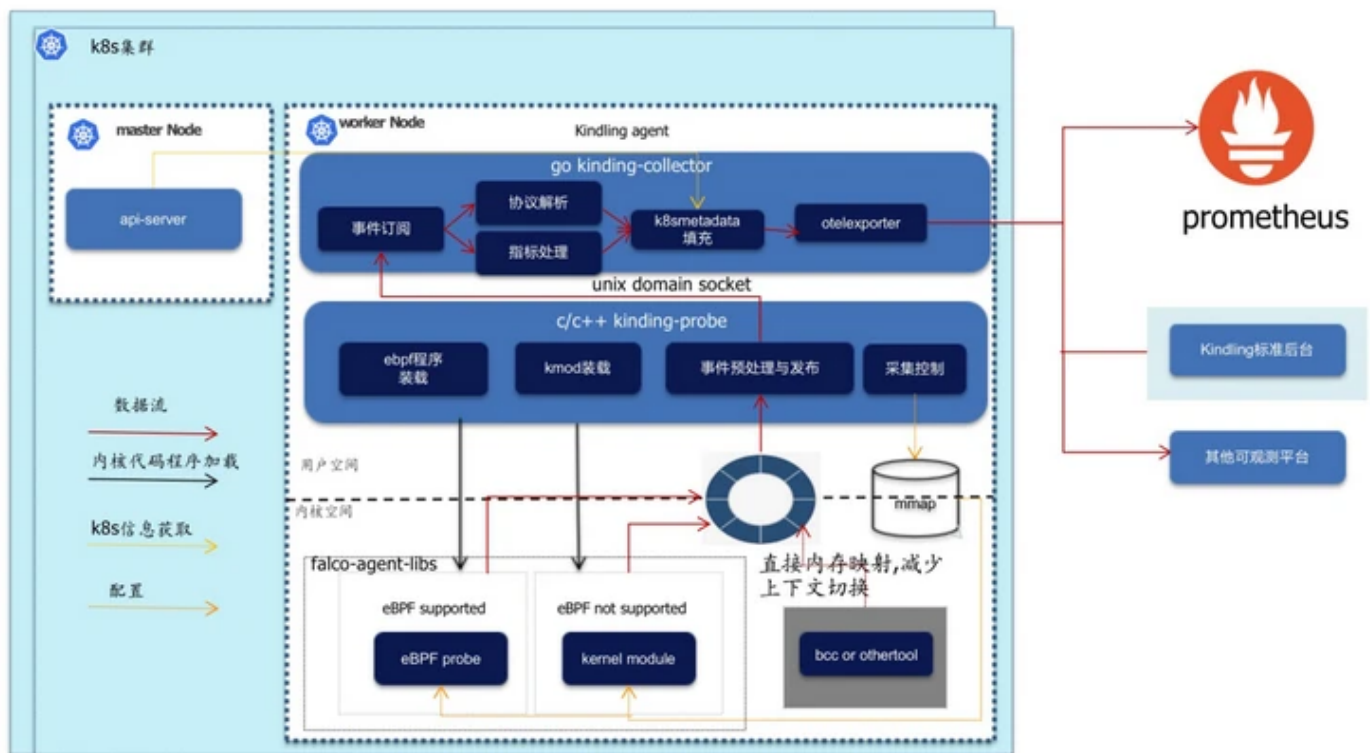 k8s集群
master Node
api-server
worker Node
Kindling agent
go kinding-collector
事件订阅
协议解析
指标处理
k8smetadata
填充
otelexporter
unix domain socket
c/c++ kinding-probe
ebpf程序
装载
kmod装载
事件预处理与发布
采集控制
用户空间
内核空间
mmap
直接内存映射,减少
上下文切换
falco-agent-libs
eBPF supported
eBPF probe
eBPF not supported
kernel module
bcc or othertool
数据流
内核代码程序加载
k8s信息获取
配置
prometheus
Kindling标准后台
其他可观测平台